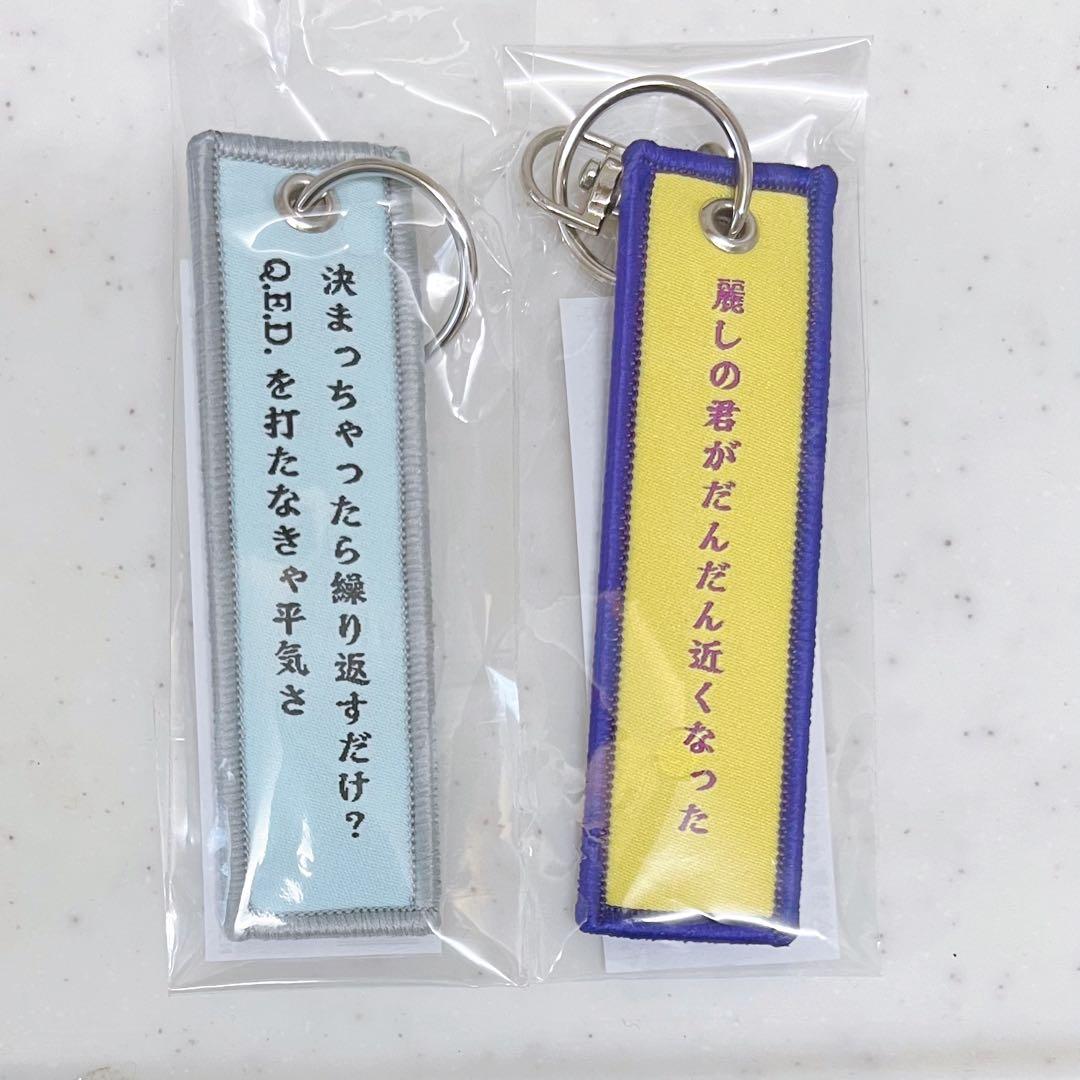 決まっちゃったら繰り返すだけ?
Q.E.D.を打たなきゃ平気さ
麗しの君がだんだん近くなった